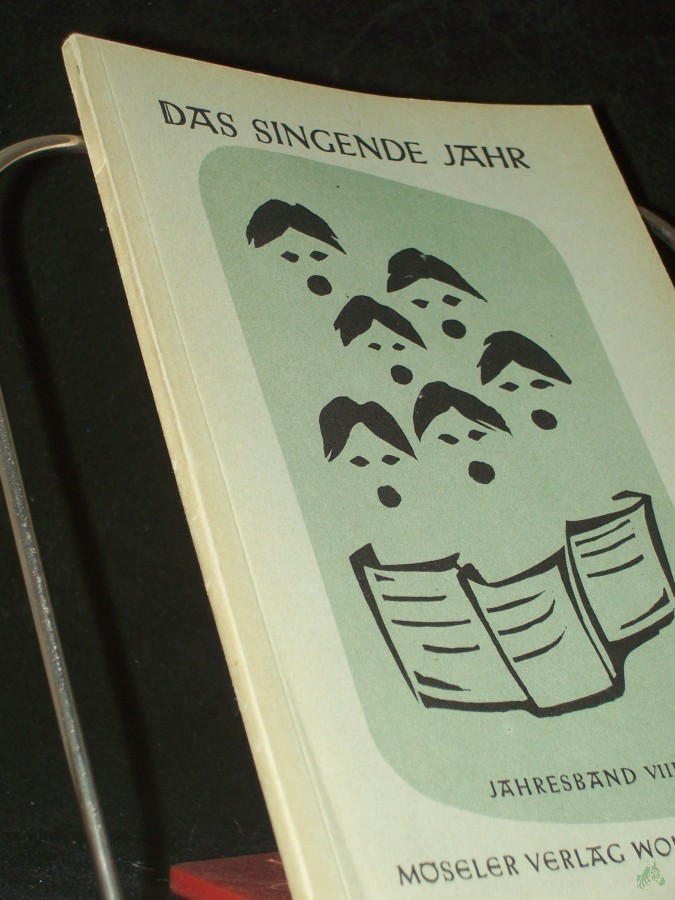 DAS SINGENDE JAHR
JAHRESBAND VIII
MÖSELER VERLAG